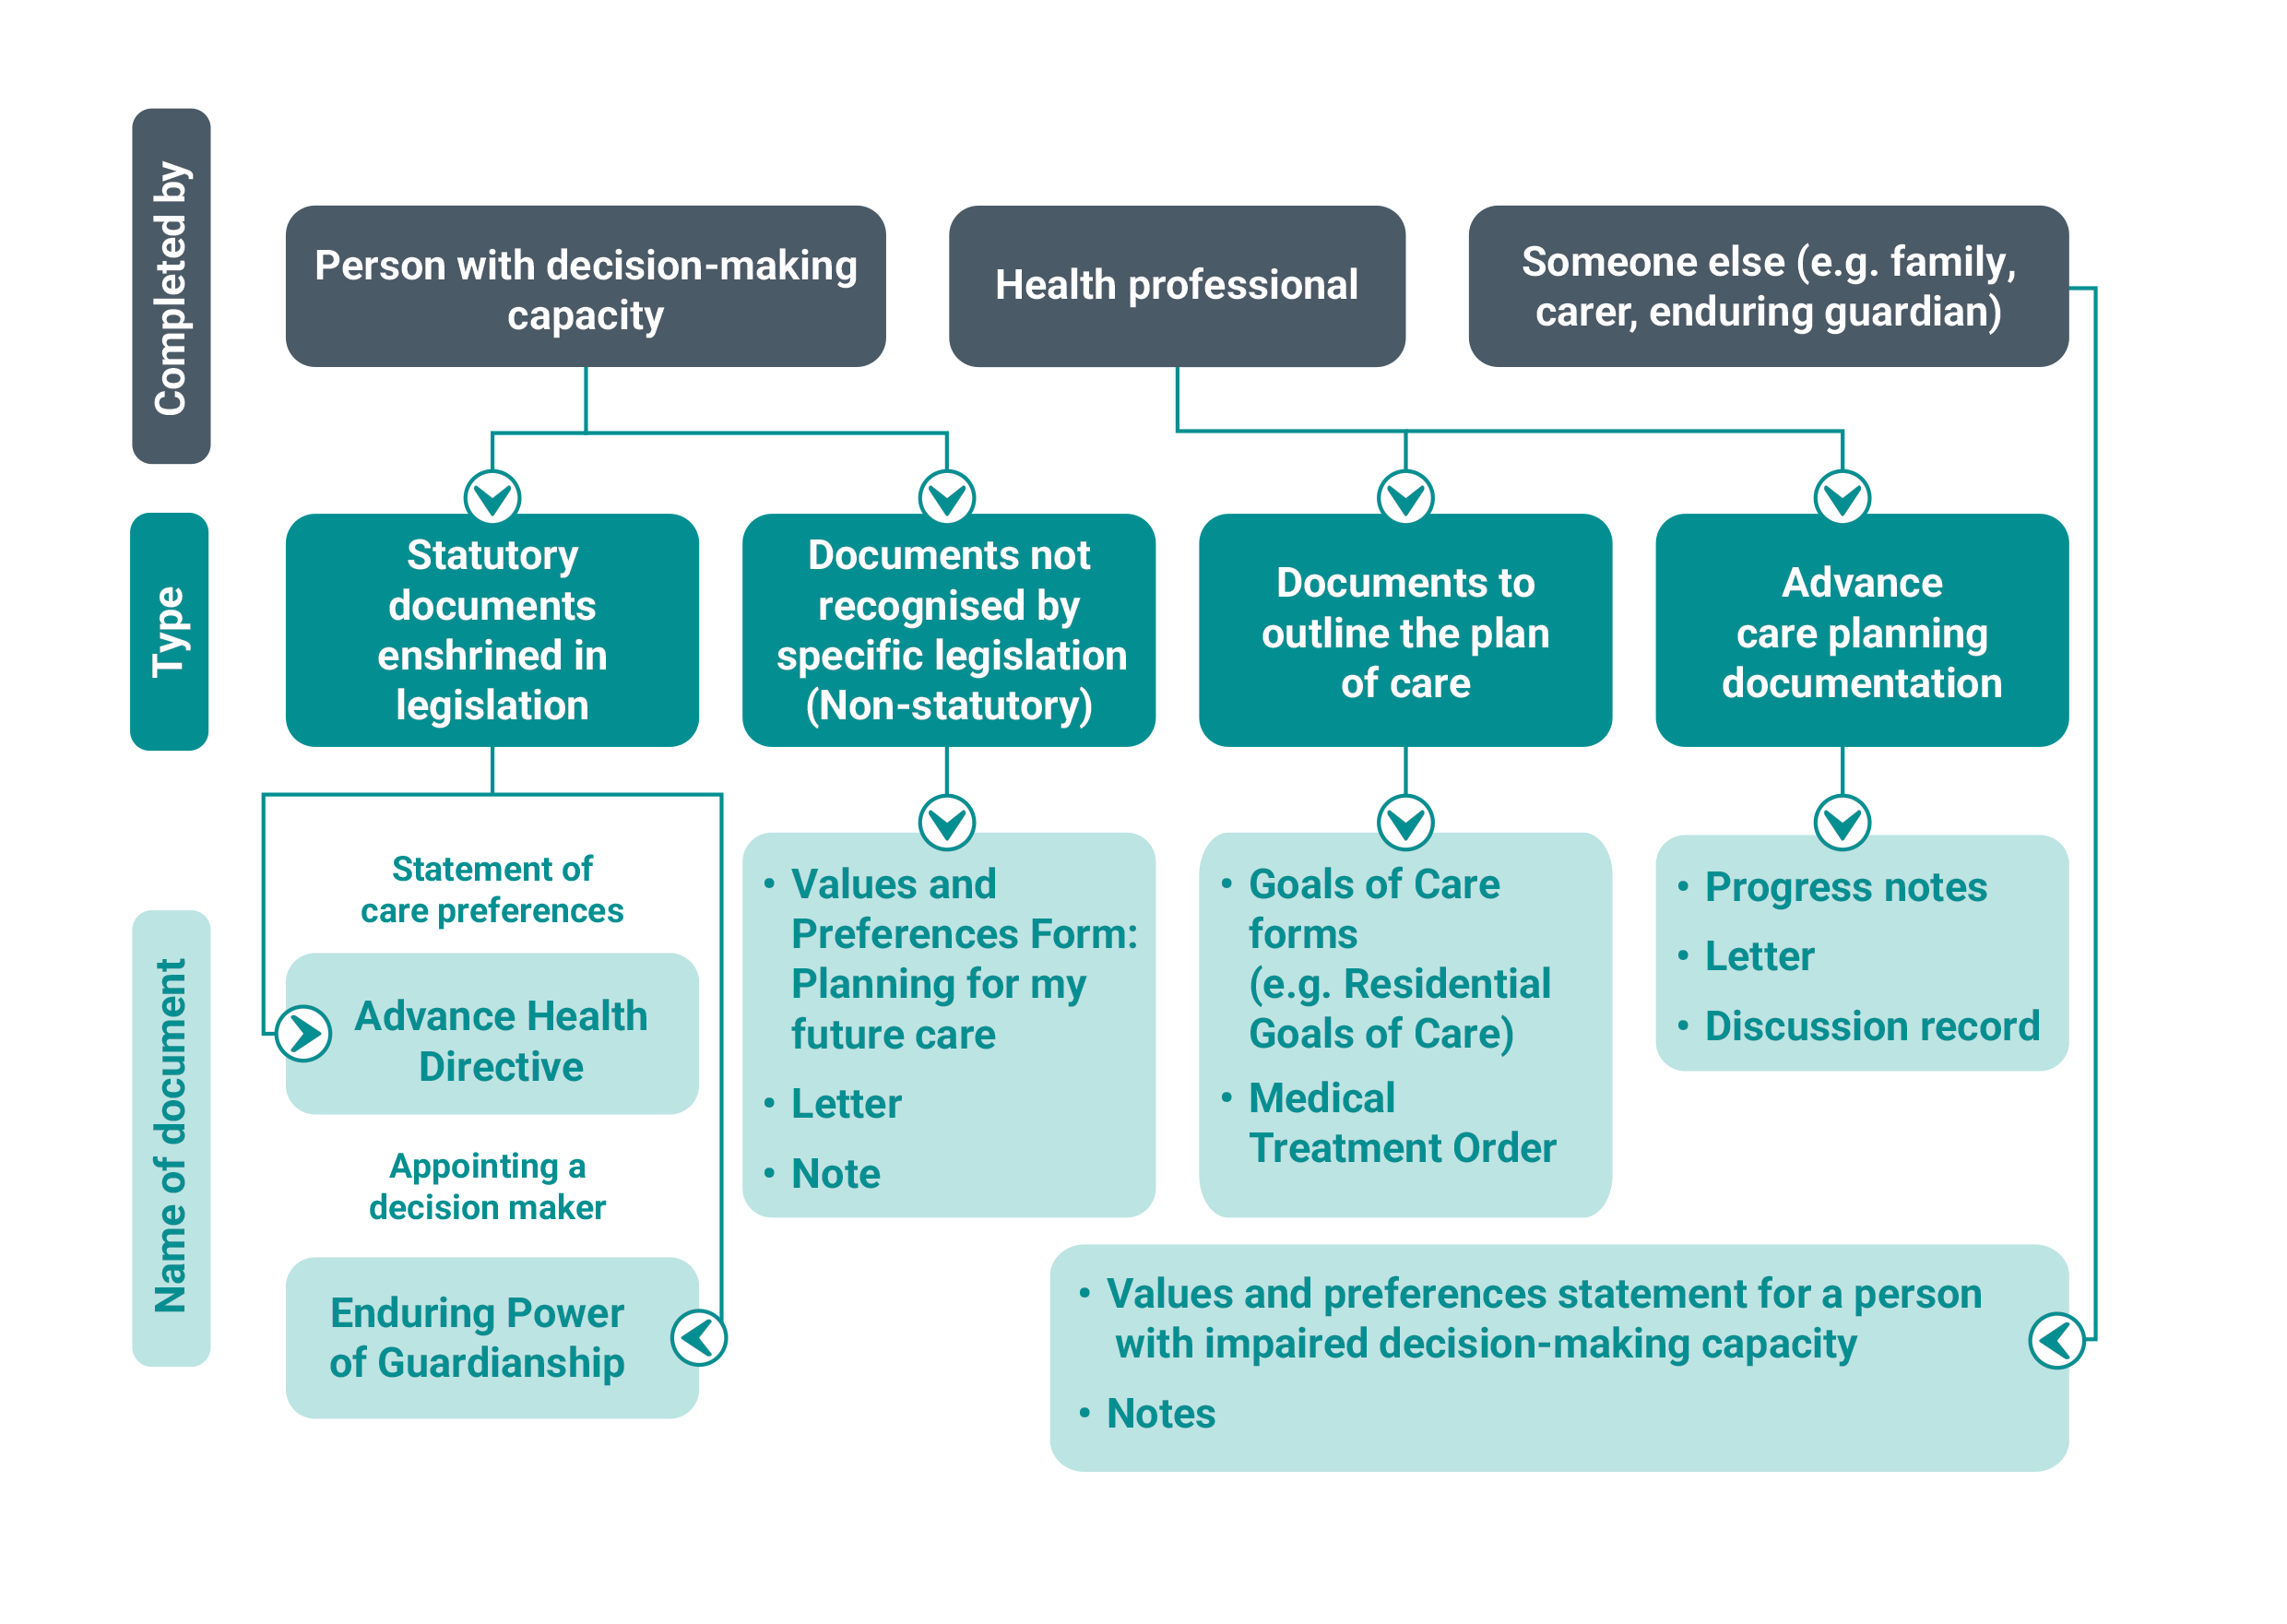 Completed by
Person with decision-making
capacity
Health professional
Someone else (e.g. family,
carer, enduring guardian)
Type
Statutory
documents
enshrined in
legislation
Documents not
recognised by
specific legislation
(Non-statutory)
Documents to
outline the plan
of care
Advance
care planning
documentation
Name of document
Statement of
care preferences
Advance Health
Directive
Appointing a
decision maker
Enduring Power
of Guardianship
• Values and
Preferences Form:
Planning for my
future care
• Letter
• Note
• Goals of Care
forms
(e.g. Residential
Goals of Care)
• Medical
Treatment Order
• Progress notes
• Letter
• Discussion record
• Values and preferences statement for a person
with impaired decision-making capacity
• Notes